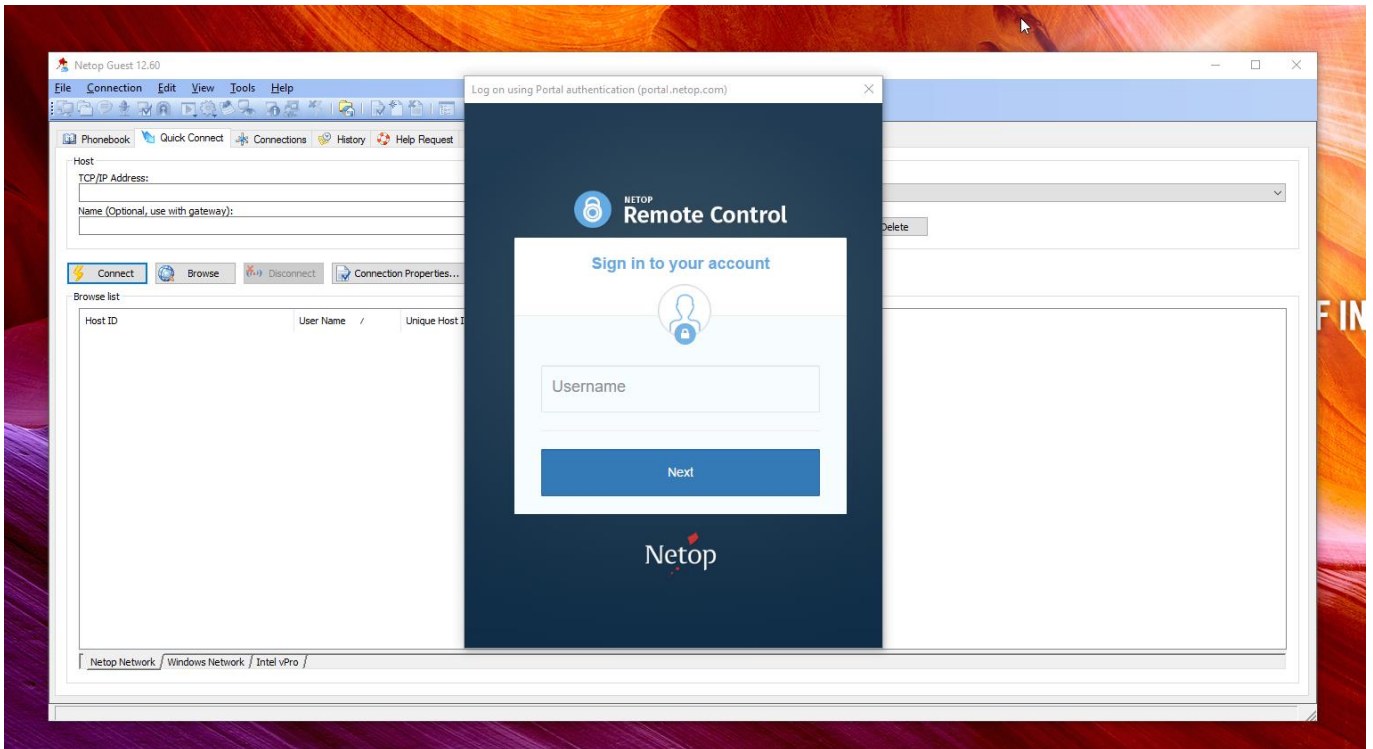 Netop Guest 12.60
File Connection Edit View Tools Help
Phonebook Quick Connect Connections History Help Request
Host
TCP/IP Address:
Name (Optional, use with gateway):
Delete
Connect Browse Disconnect Connection Properties...
Browse list
Host ID User Name / Unique Host I
Netop Network Windows Network Intel vPro
Log on using Portal authentication (portal.netop.com)
NETOP
Remote Control
Sign in to your account
Username
Next
Netop
F IN